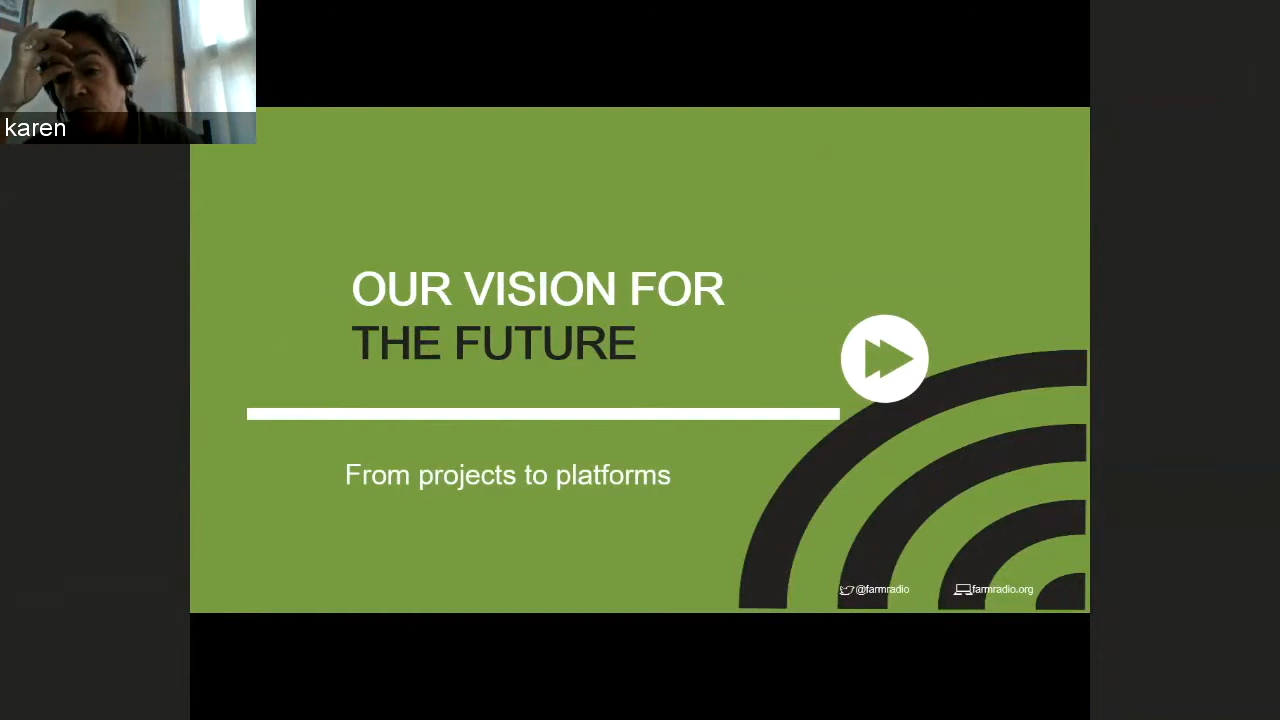 karen
OUR VISION FOR
THE FUTURE
From projects to platforms
@farmradio
farmradio.org